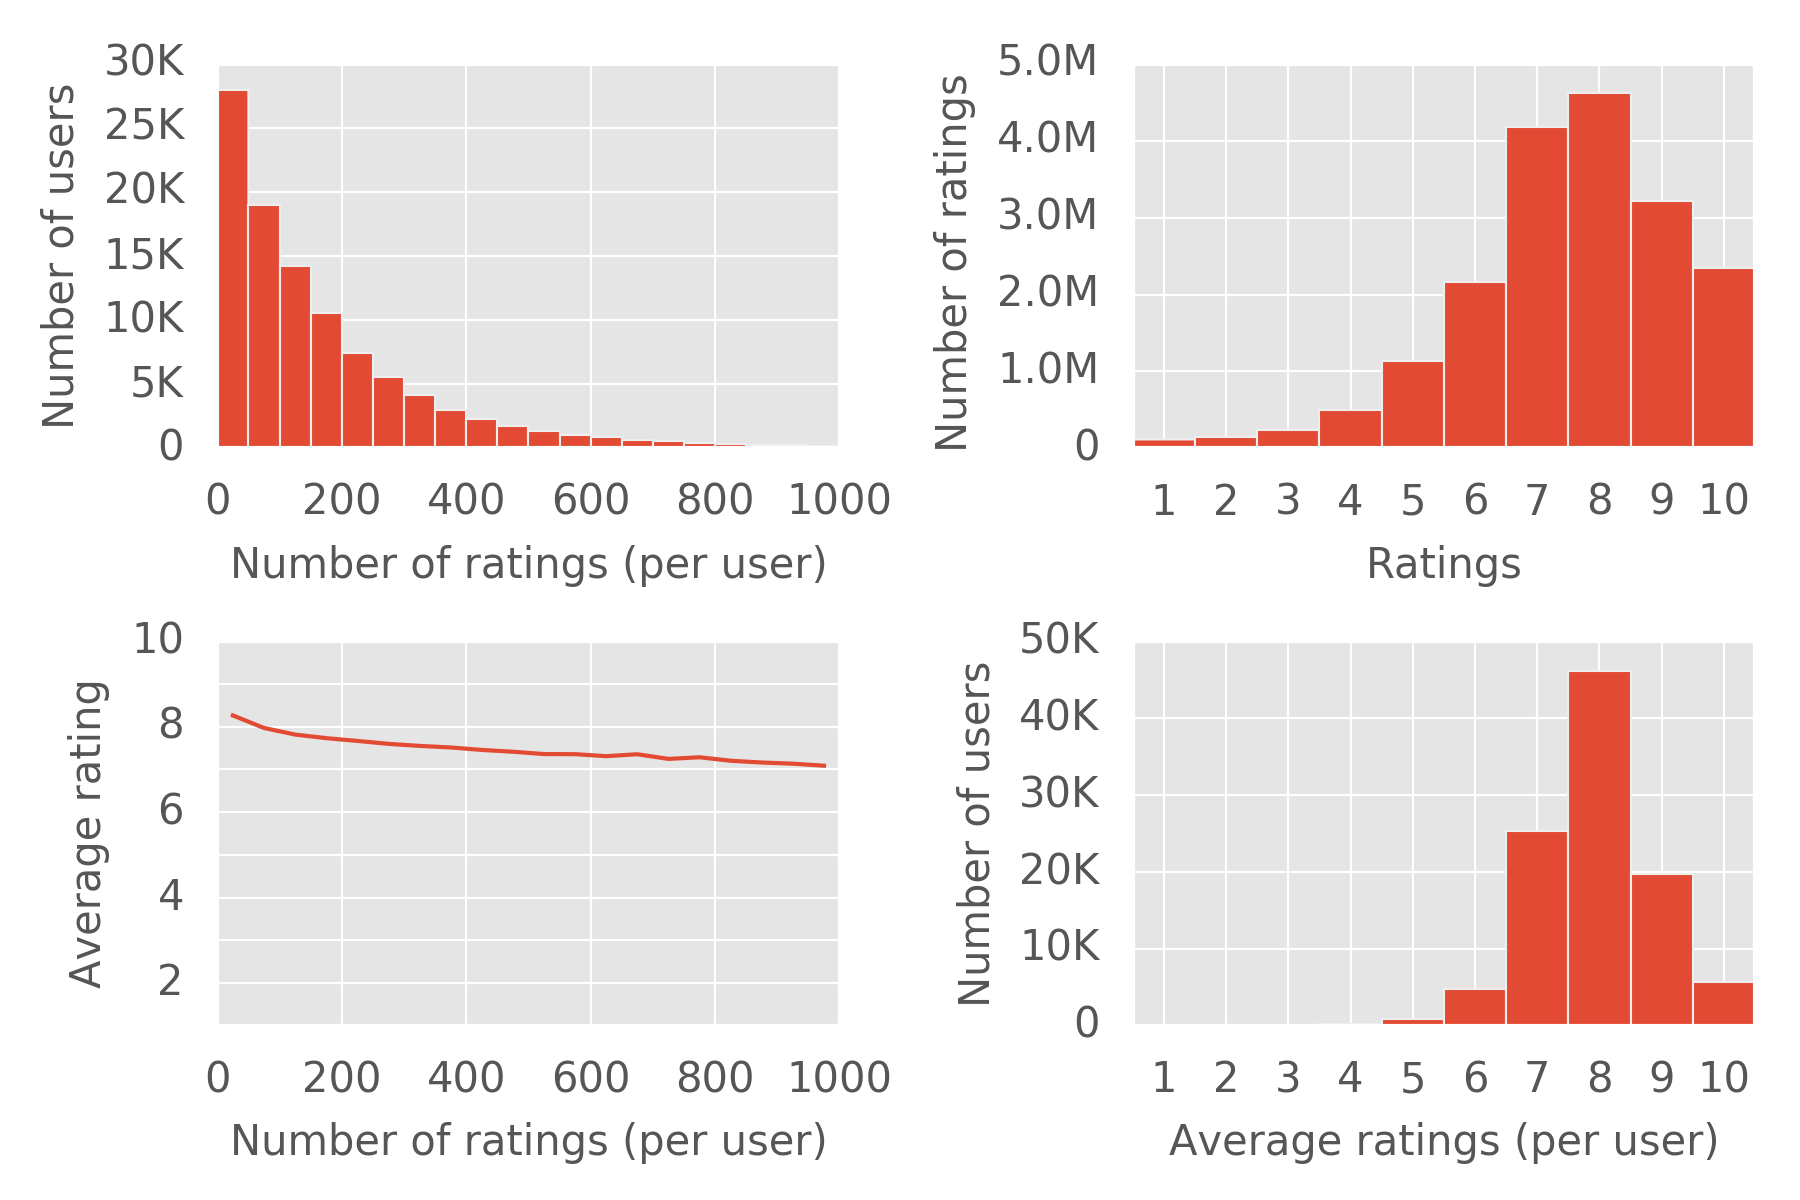 30K
25K
20K
15K
10K
5K
0
Number of users
0 200 400 600 800 1000
Number of ratings (per user)
5.0M
4.0M
3.0M
2.0M
1.0M
0
Number of ratings
1 2 3 4 5 6 7 8 9 10
Ratings
10
8
6
4
2
Average rating
0 200 400 600 800 1000
Number of ratings (per user)
50K
40K
30K
20K
10K
0
Number of users
1 2 3 4 5 6 7 8 9 10
Average ratings (per user)